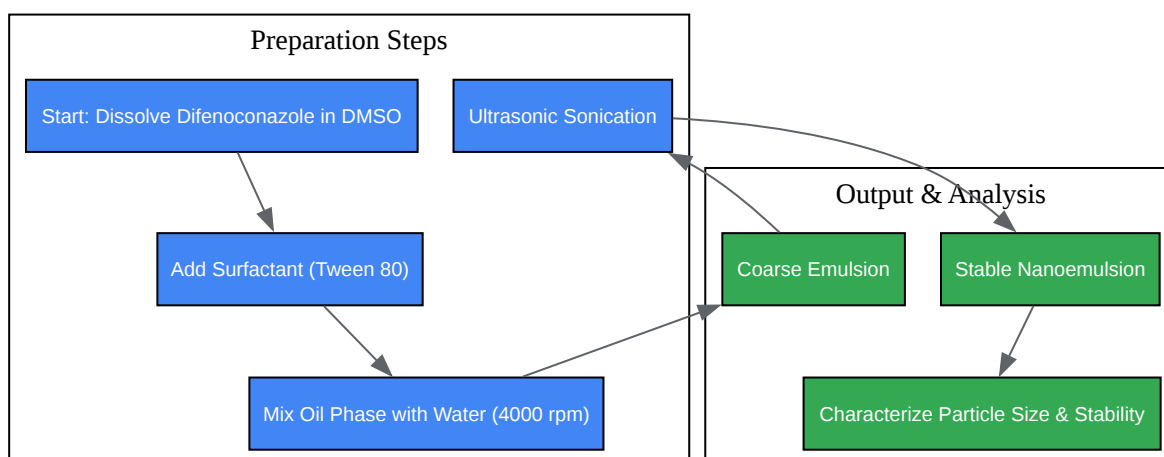 Preparation Steps
Start: Dissolve Difenoconazole in DMSO
Ultrasonic Sonication
Add Surfactant (Tween 80)
Mix Oil Phase with Water (4000 rpm)
Output & Analysis
Coarse Emulsion
Stable Nanoemulsion
Characterize Particle Size & Stability